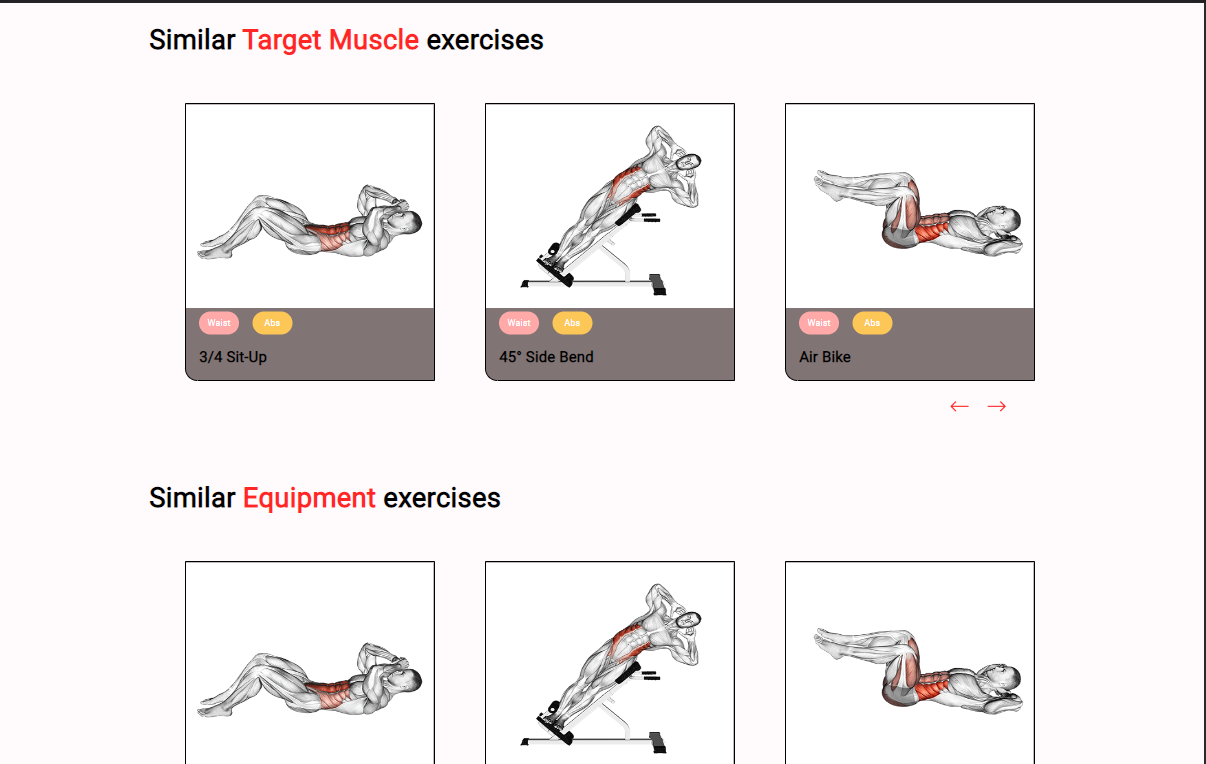 Similar Target Muscle exercises
Waist Abs
3/4 Sit-Up
Waist Abs
45° Side Bend
Waist Abs
Air Bike
Similar Equipment exercises